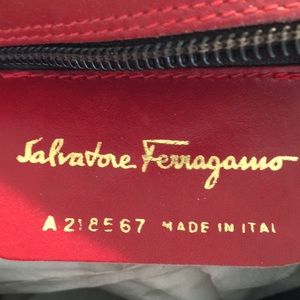 Salvatore Ferragamo
A 218567 MADE IN ITAL